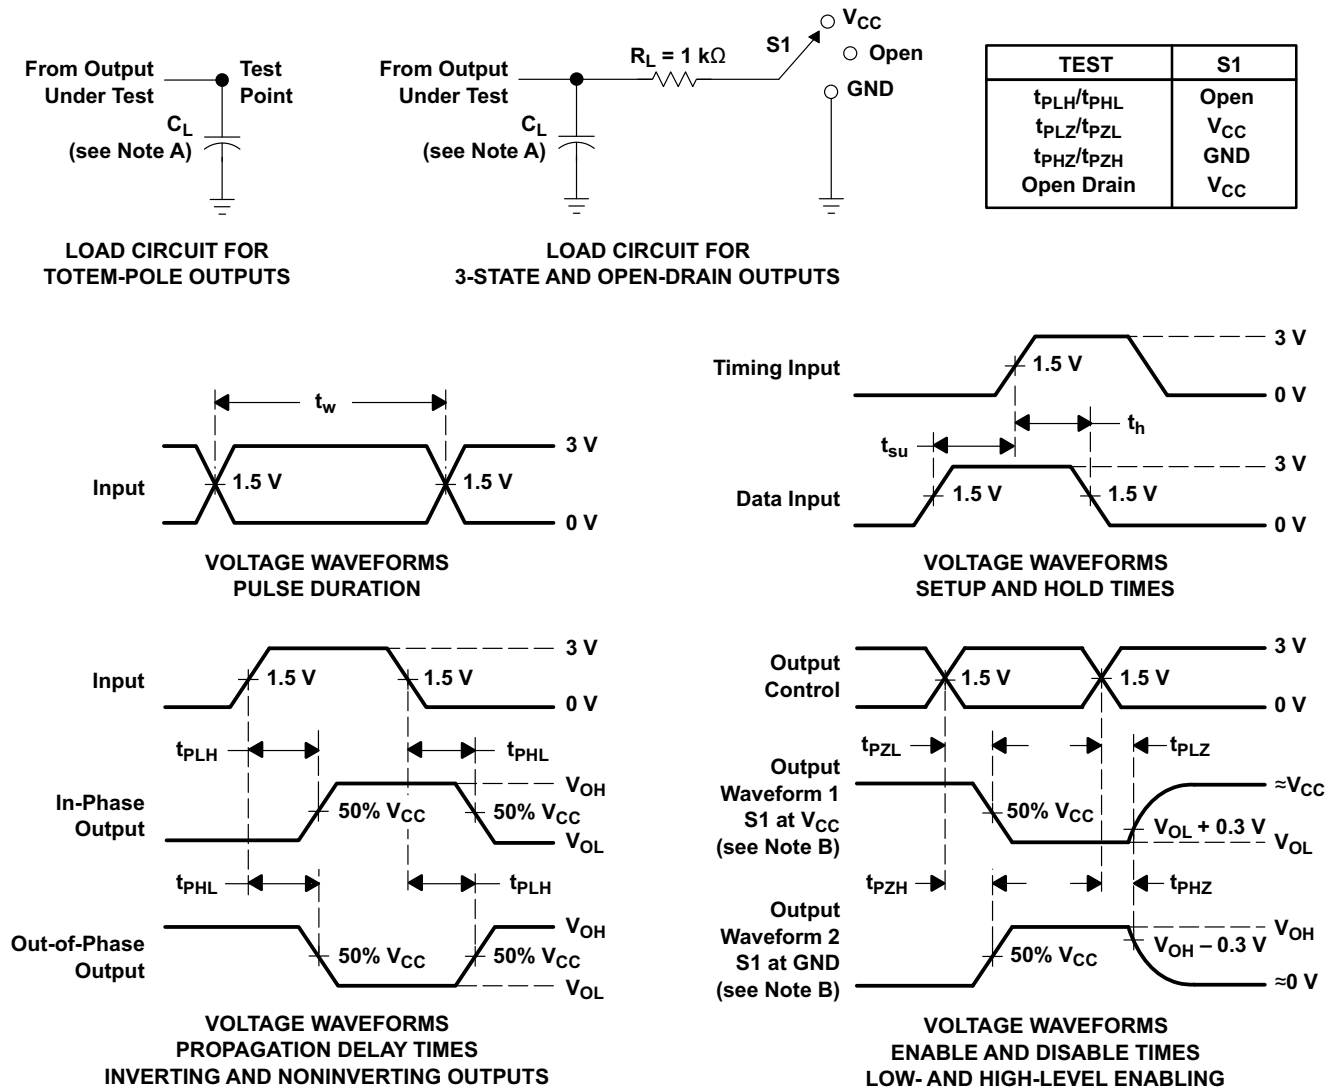 From Output
Under Test
Test
Point
C_L
(see Note A)
LOAD CIRCUIT FOR
TOTEM-POLE OUTPUTS
From Output
Under Test
R_L = 1 kΩ
S1
V_CC
Open
GND
C_L
(see Note A)
LOAD CIRCUIT FOR
3-STATE AND OPEN-DRAIN OUTPUTS
TEST S1
t_PLH/t_PHL Open
t_PLZ/t_PZL V_CC
t_PHZ/t_PZH GND
Open Drain V_CC
t_w
Input
1.5 V
1.5 V
3 V
0 V
VOLTAGE WAVEFORMS
PULSE DURATION
Timing Input
1.5 V
3 V
0 V
t_su
t_h
Data Input
1.5 V
1.5 V
3 V
0 V
VOLTAGE WAVEFORMS
SETUP AND HOLD TIMES
Input
1.5 V
1.5 V
3 V
0 V
t_PLH
t_PHL
In-Phase
Output
50% V_CC
50% V_CC
V_OH
V_OL
t_PHL
t_PLH
Out-of-Phase
Output
50% V_CC
50% V_CC
V_OH
V_OL
VOLTAGE WAVEFORMS
PROPAGATION DELAY TIMES
INVERTING AND NONINVERTING OUTPUTS
Output
Control
1.5 V
1.5 V
3 V
0 V
t_PZL
t_PLZ
Output
Waveform 1
S1 at V_CC
(see Note B)
50% V_CC
V_OL + 0.3 V
≈V_CC
V_OL
t_PZH
t_PHZ
Output
Waveform 2
S1 at GND
(see Note B)
50% V_CC
V_OH – 0.3 V
V_OH
≈0 V
VOLTAGE WAVEFORMS
ENABLE AND DISABLE TIMES
LOW- AND HIGH-LEVEL ENABLING